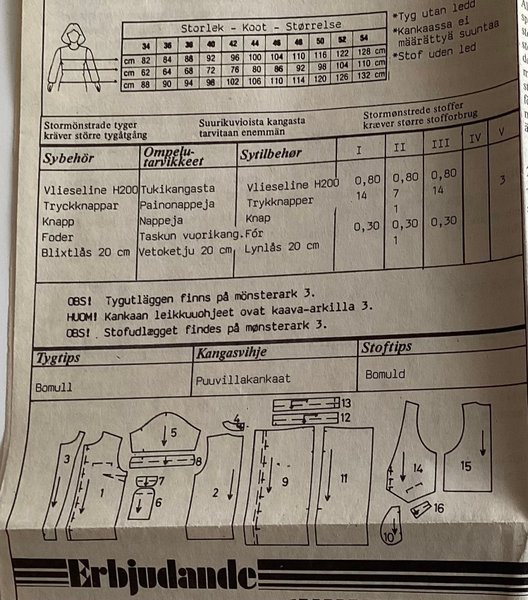 Storlek - Koot - Størrelse
34 36 38 40 42 44 46 48 50 52 54
cm 82 84 88 92 96 100 104 110 116 122 128 cm
cm 62 64 68 72 76 80 86 92 98 104 110 cm
cm 88 90 94 98 102 106 110 114 120 126 132 cm
*Tyg utan ledd
*Kankaassa ei
määrättyä suuntaa
*Stof uden led
Stormönstrade tyger
kräver större tygåtgång
Suurikuvioista kangasta
tarvitaan enemmän
Stormønstrede stoffer
kræver større stofforbrug
Sybehör Ompelu-
tarvikkeet Sytilbehør I II III IV V
Vlieseline H200 Tukikangasta Vlieseline H200 0,80 0,80 0,80 3
Tryckknappar Painonappeja Trykknapper 14 7 14
Knapp Nappeja Knap 1
Foder Taskun vuorikang. Fór 0,30 0,30 0,30
Blixtlås 20 cm Vetoketju 20 cm Lynlås 20 cm 1
OBS! Tygutläggen finns på mönsterark 3.
HUOM! Kankaan leikkuuohjeet ovat kaava-arkilla 3.
OBS! Stofudlægget findes på mønsterark 3.
Tygtips Kangasvihje Stoftips
Bomull Puuvillakankaat Bomuld
3 1 5 8 7 6 4 2 13 12 9 11 14 15 10 16
Erbjudande